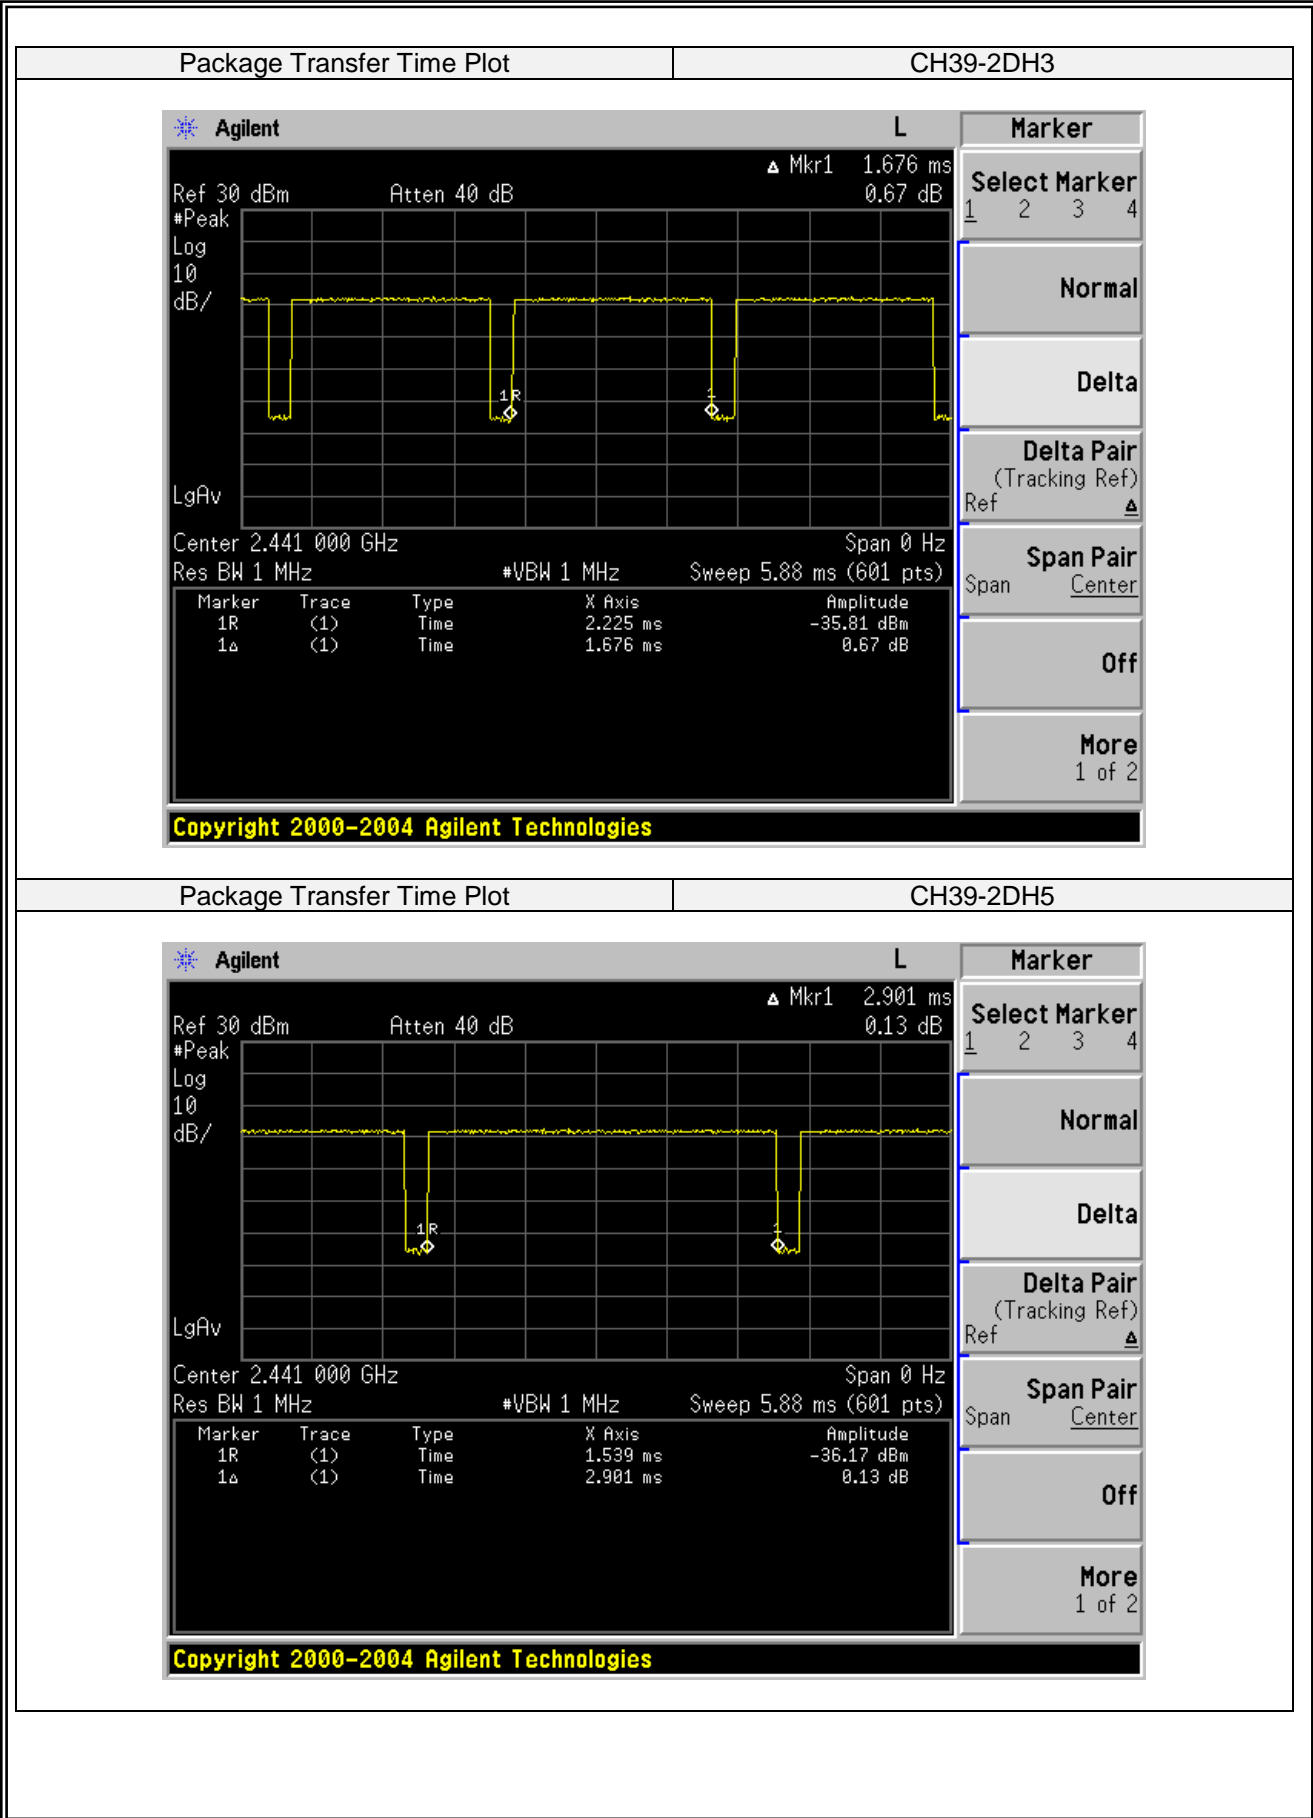 Package Transfer Time Plot CH39-2DH3
Agilent L Marker
Δ Mkr1 1.676 ms
Ref 30 dBm Atten 40 dB 0.67 dB
#Peak
Log
10
dB/
1R 1
LgAv
Center 2.441 000 GHz Span 0 Hz
Res BW 1 MHz #VBW 1 MHz Sweep 5.88 ms (601 pts)
Marker Trace Type X Axis Amplitude
1R (1) Time 2.225 ms -35.81 dBm
1Δ (1) Time 1.676 ms 0.67 dB
Select Marker
1 2 3 4
Normal
Delta
Delta Pair
(Tracking Ref)
Ref Δ
Span Pair
Span Center
Off
More
1 of 2
Copyright 2000-2004 Agilent Technologies
Package Transfer Time Plot CH39-2DH5
Agilent L Marker
Δ Mkr1 2.901 ms
Ref 30 dBm Atten 40 dB 0.13 dB
#Peak
Log
10
dB/
1R 1
LgAv
Center 2.441 000 GHz Span 0 Hz
Res BW 1 MHz #VBW 1 MHz Sweep 5.88 ms (601 pts)
Marker Trace Type X Axis Amplitude
1R (1) Time 1.539 ms -36.17 dBm
1Δ (1) Time 2.901 ms 0.13 dB
Select Marker
1 2 3 4
Normal
Delta
Delta Pair
(Tracking Ref)
Ref Δ
Span Pair
Span Center
Off
More
1 of 2
Copyright 2000-2004 Agilent Technologies